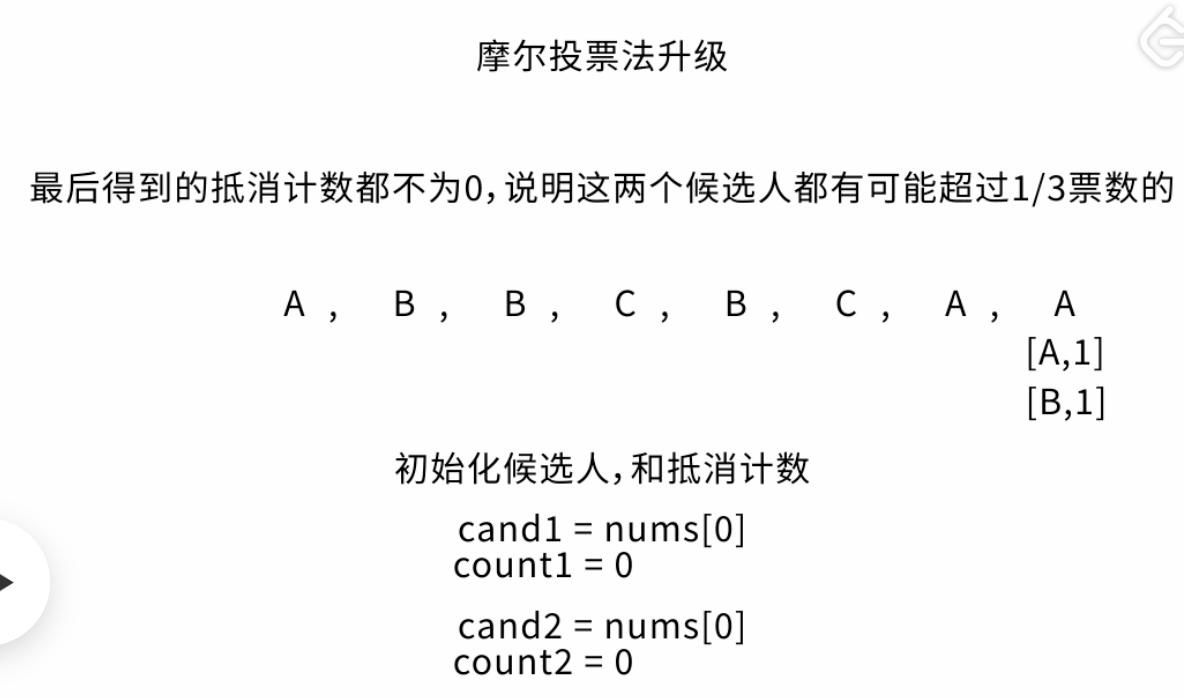 摩尔投票法升级
最后得到的抵消计数都不为0,说明这两个候选人都有可能超过1/3票数的
A , B , B , C , B , C , A , A
[A,1]
[B,1]
初始化候选人,和抵消计数
cand1 = nums[0]
count1 = 0
cand2 = nums[0]
count2 = 0